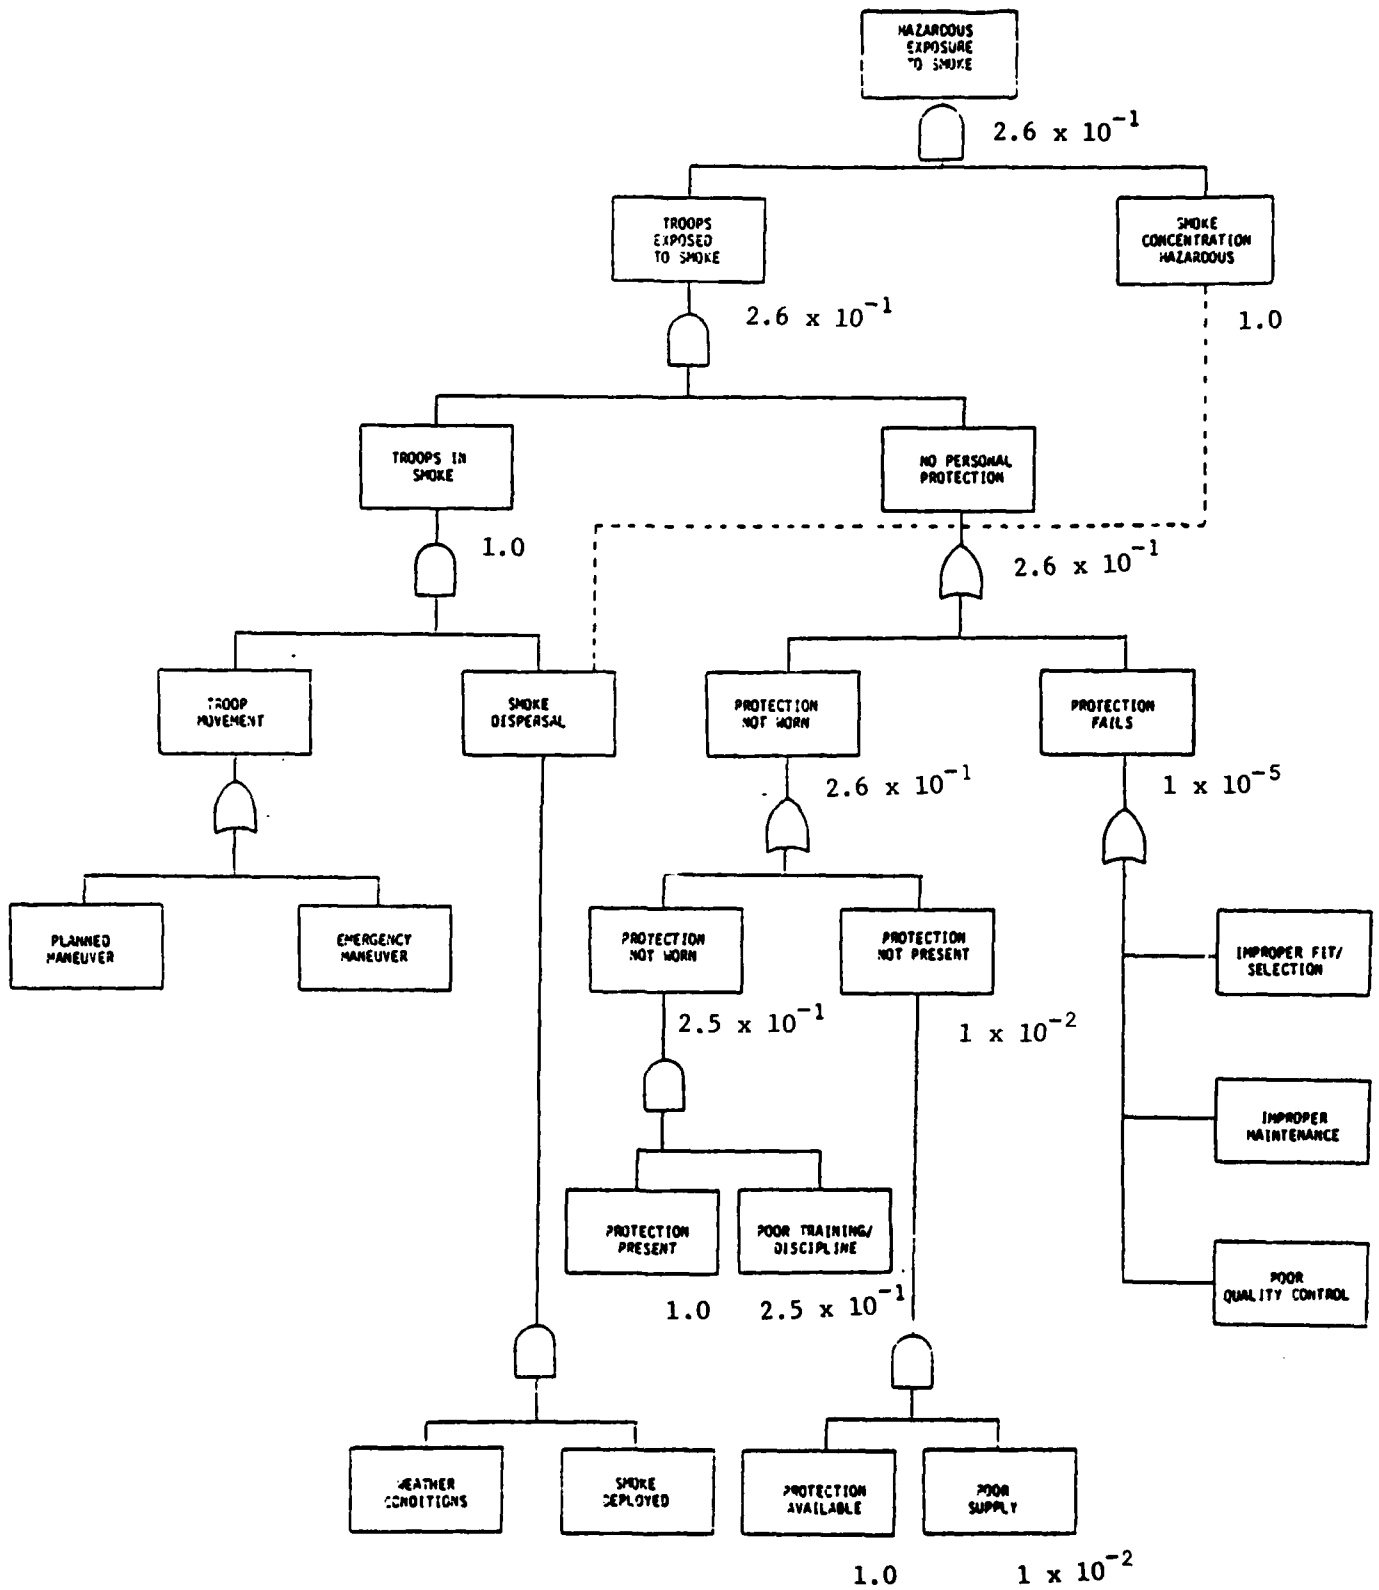 HAZARDOUS
EXPOSURE
TO SMOKE
2.6 x 10⁻¹
TROOPS
EXPOSED
TO SMOKE
SMOKE
CONCENTRATION
HAZARDOUS
2.6 x 10⁻¹
1.0
TROOPS IN
SMOKE
NO PERSONAL
PROTECTION
1.0
2.6 x 10⁻¹
TROOP
MOVEMENT
SMOKE
DISPERSAL
PROTECTION
NOT WORN
PROTECTION
FAILS
2.6 x 10⁻¹
1 x 10⁻⁵
PLANNED
MANEUVER
EMERGENCY
MANEUVER
PROTECTION
NOT WORN
PROTECTION
NOT PRESENT
IMPROPER FIT/
SELECTION
2.5 x 10⁻¹
1 x 10⁻²
IMPROPER
MAINTENANCE
PROTECTION
PRESENT
POOR TRAINING/
DISCIPLINE
POOR
QUALITY CONTROL
1.0
2.5 x 10⁻¹
WEATHER
CONDITIONS
SMOKE
DEPLOYED
PROTECTION
AVAILABLE
POOR
SUPPLY
1.0
1 x 10⁻²